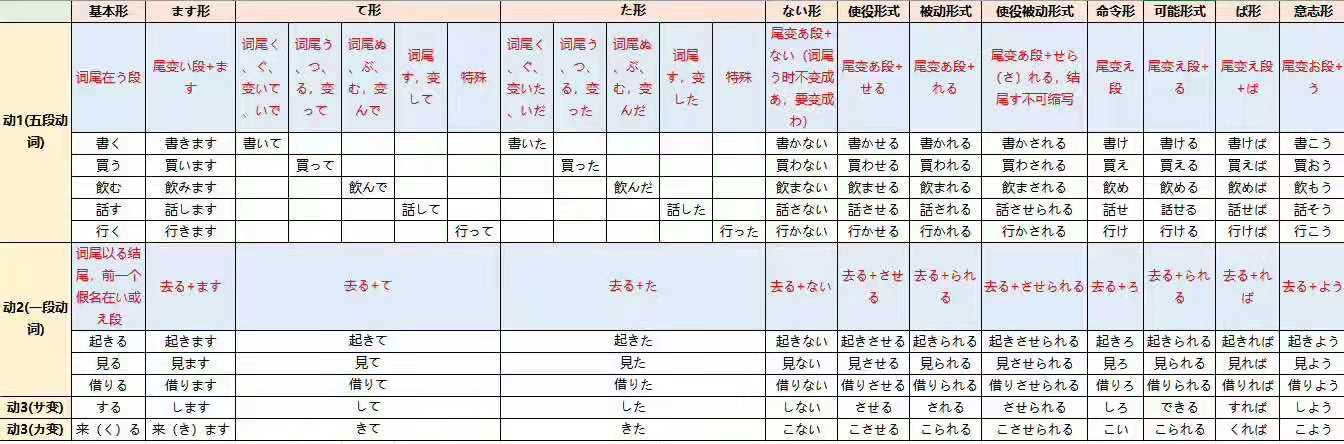 基本形 ます形 て形 た形 ない形 使役形式 被动形式 使役被动形式 命令形 可能形式 ば形 意志形
动1(五段动词)
词尾在う段
尾变い段+ます
词尾く、ぐ、变いて、いで
词尾う、つ、る，变って
词尾ぬ、ぶ、む，变んで
词尾す，变して
特殊
词尾く、ぐ、变いた、いだ
词尾う、つ、る，变った
词尾ぬ、ぶ、む，变んだ
词尾す，变した
特殊
尾变あ段+ない（词尾う时不变成あ，要变成わ）
尾变あ段+せる
尾变あ段+れる
尾变あ段+せら（さ）れる，结尾す不可缩写
尾变え段
尾变え段+る
尾变え段+ば
尾变お段+う
書く 書きます 書いて 書いた 書かない 書かせる 書かれる 書かされる 書け 書ける 書けば 書こう
買う 買います 買って 買った 買わない 買わせる 買われる 買わされる 買え 買える 買えば 買おう
飲む 飲みます 飲んで 飲んだ 飲まない 飲ませる 飲まれる 飲まされる 飲め 飲める 飲めば 飲もう
話す 話します 話して 話した 話さない 話させる 話される 話させられる 話せ 話せる 話せば 話そう
行く 行きます 行って 行った 行かない 行かせる 行かれる 行かされる 行け 行ける 行けば 行こう
动2(一段动词)
词尾以る结尾，前一个假名在い或え段
去る+ます
去る+て
去る+た
去る+ない
去る+させる
去る+られる
去る+させられる
去る+ろ
去る+られる
去る+れば
去る+よう
起きる 起きます 起きて 起きた 起きない 起きさせる 起きられる 起きさせられる 起きろ 起きられる 起きれば 起きよう
見る 見ます 見て 見た 見ない 見させる 見られる 見させられる 見ろ 見られる 見れば 見よう
借りる 借ります 借りて 借りた 借りない 借りさせる 借りられる 借りさせられる 借りろ 借りられる 借りれば 借りよう
动3(サ变) する します して した しない させる される させられる しろ できる すれば しよう
动3(カ变) 来（く）る 来（き）ます きて きた こない こさせる こられる こさせられる こい こられる くれば こよう